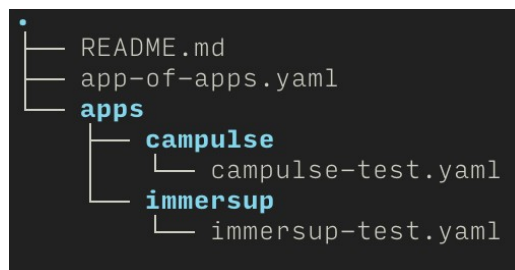 .
├── README.md
├── app-of-apps.yaml
└── apps
    ├── campulse
    │   └── campulse-test.yaml
    └── immersup
        └── immersup-test.yaml